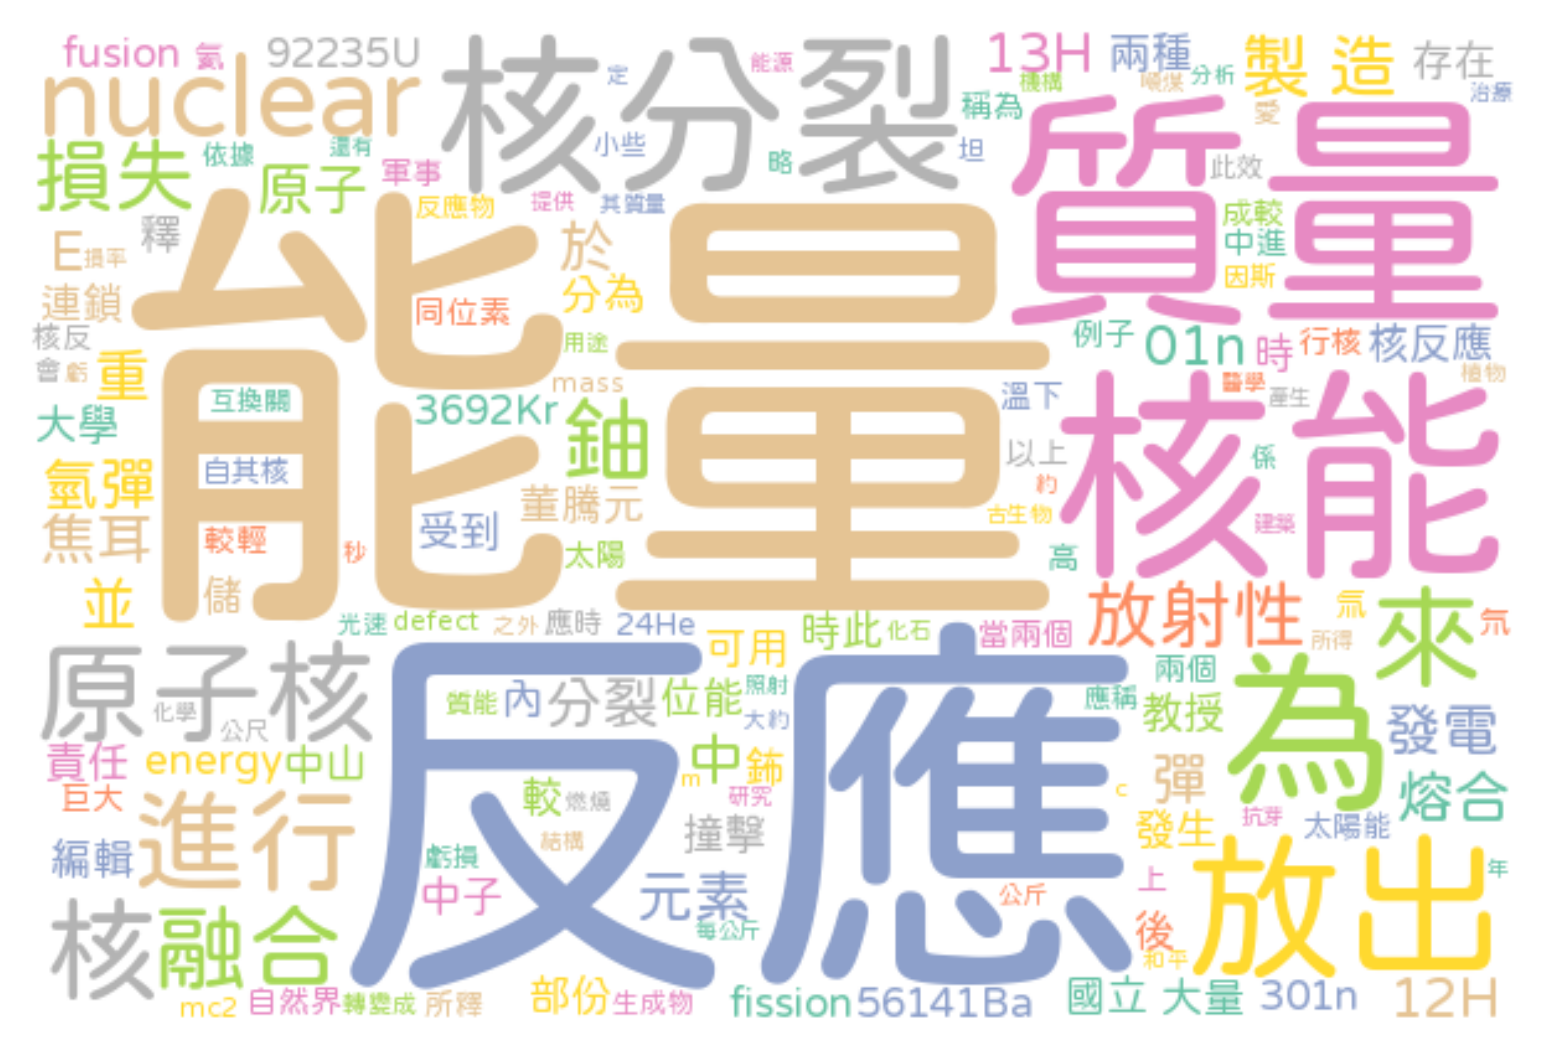 fusion 氦 92235U
nuclear
核分裂
定
能源
13H 兩種
機構
嘌煤
分析
製造
存在
治療
損失
依據
還有
原子
軍事
小些
稱為
略
坦
愛
質量
此效
釋
反應物
提供
其質量
於
成較
中進
因斯
E
損率
連鎖
能量
同位素
分為
用途
mass
核反
會
虧
重
互換關
3692Kr
鈾
例子
01n
時
行核
核反應
醫學
植物
產生
溫下
核能
大學
自其核
以上
約
係
建築
氫彈
董騰元
古生物
焦耳
較輕
秒
受到
太陽
高
並
儲
光速
defect
之外
應時
24He
可用
時此
化石
當兩個
放射性
氚
所得
來
氘
原子核
化學
公尺
反應
質能
內
分裂
位能
照射
大約
應稱
兩個
教授
為
發電
責任
energy
中山
m
中
鈽
c
彈
熔合
巨大
進行
較
燃燒
研究
結構
撞擊
發生
抗芽
太陽能
編輯
虧損
中子
元素
每公斤
公斤
上
放出
年
核
融合
後
和平
mc2
自然界
轉變成
所釋
部份
生成物
fission
56141Ba
國立
大量
301n
12H